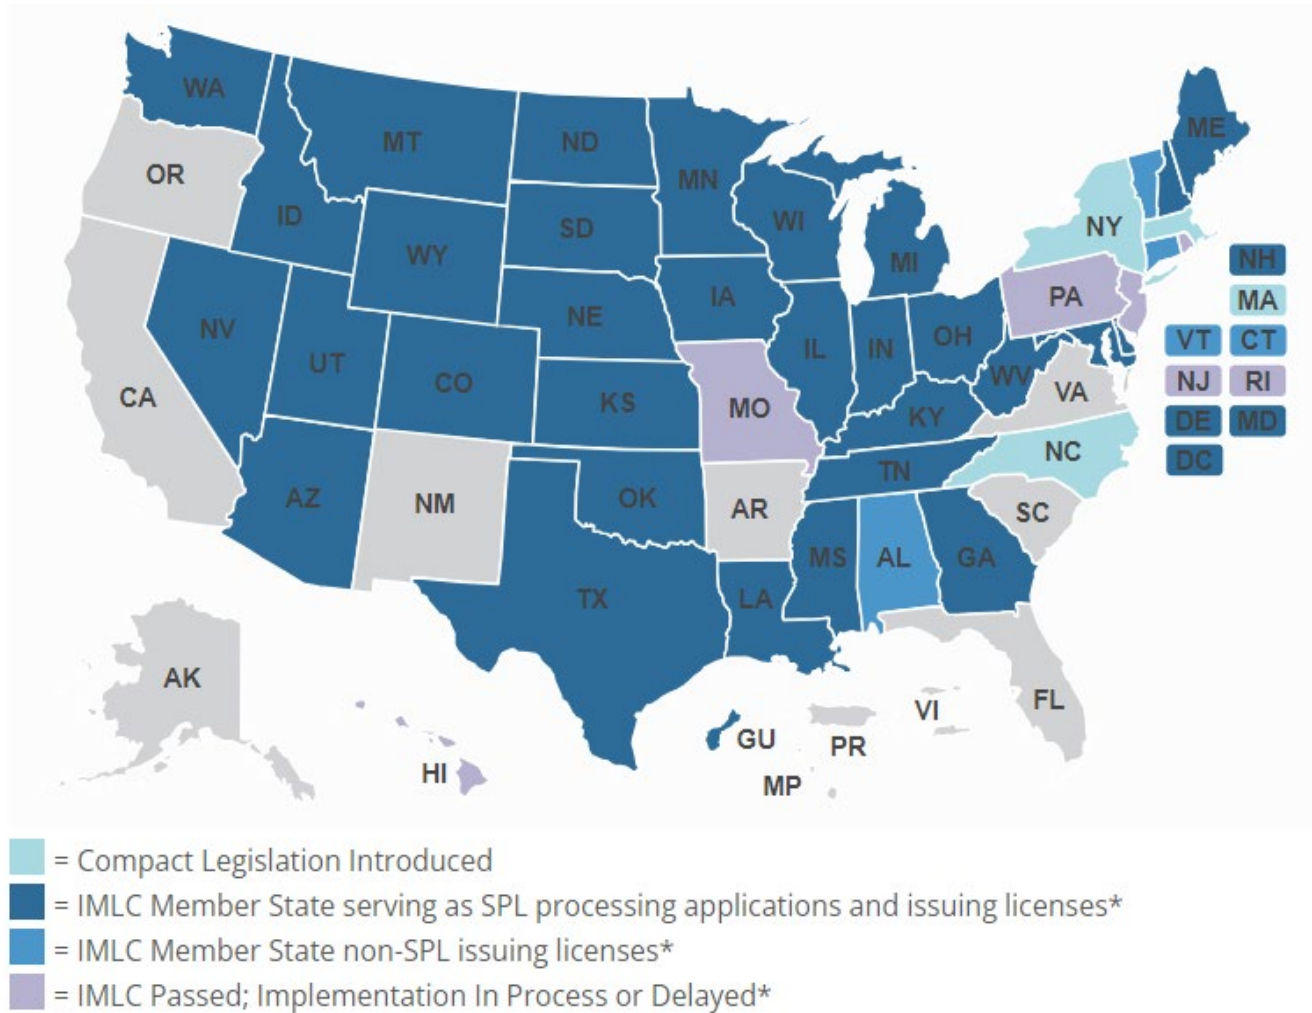 WA
MT
ND
MN
ME
OR
ID
SD
WI
NY
WY
MI
NH
IA
PA
MA
NE
NV
IL
IN
OH
VT
CT
UT
CO
WV
NJ
RI
CA
KS
MO
KY
VA
DE
MD
NC
DC
TN
AZ
NM
OK
AR
SC
MS
AL
GA
TX
LA
AK
FL
VI
GU
PR
HI
MP
= Compact Legislation Introduced
= IMLC Member State serving as SPL processing applications and issuing licenses*
= IMLC Member State non-SPL issuing licenses*
= IMLC Passed; Implementation In Process or Delayed*